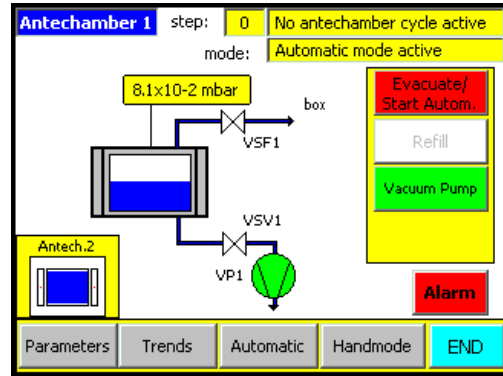 Antechamber 1 step: 0 No antechamber cycle active
mode: Automatic mode active
8.1x10-2 mbar
box
VSF1
Evacuate/
Start Autom.
Refill
Vacuum Pump
VSV1
Antech.2
VP1
Alarm
Parameters Trends Automatic Handmode END